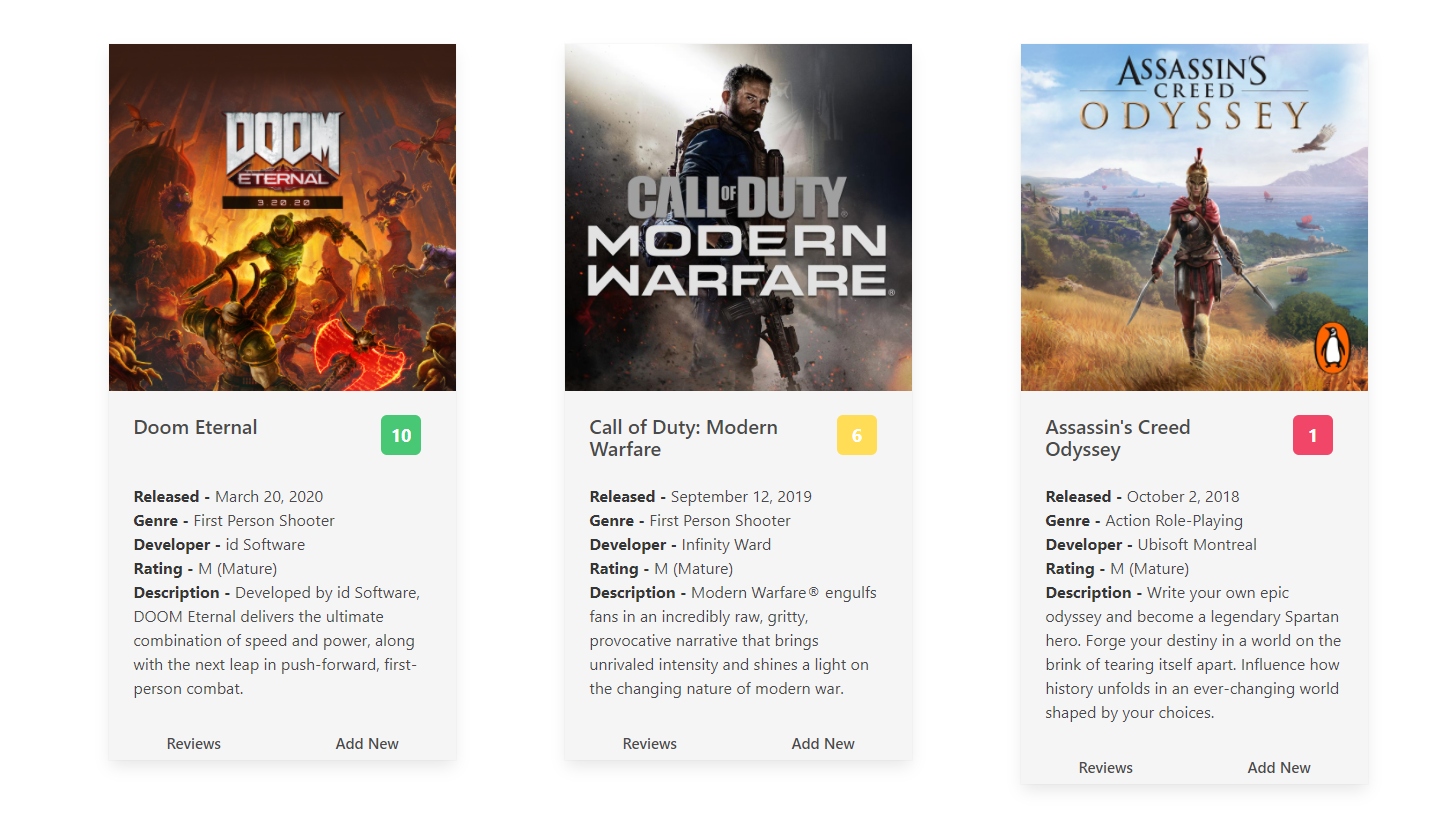 DOOM
ETERNAL
3.20.20
Doom Eternal
10
Released - March 20, 2020
Genre - First Person Shooter
Developer - id Software
Rating - M (Mature)
Description - Developed by id Software,
DOOM Eternal delivers the ultimate
combination of speed and power, along
with the next leap in push-forward, first-
person combat.
Reviews
Add New
CALL OF DUTY®
MODERN
WARFARE®
Call of Duty: Modern
Warfare
6
Released - September 12, 2019
Genre - First Person Shooter
Developer - Infinity Ward
Rating - M (Mature)
Description - Modern Warfare® engulfs
fans in an incredibly raw, gritty,
provocative narrative that brings
unrivaled intensity and shines a light on
the changing nature of modern war.
Reviews
Add New
ASSASSIN'S
CREED
ODYSSEY
Assassin's Creed
Odyssey
1
Released - October 2, 2018
Genre - Action Role-Playing
Developer - Ubisoft Montreal
Rating - M (Mature)
Description - Write your own epic
odyssey and become a legendary Spartan
hero. Forge your destiny in a world on the
brink of tearing itself apart. Influence how
history unfolds in an ever-changing world
shaped by your choices.
Reviews
Add New